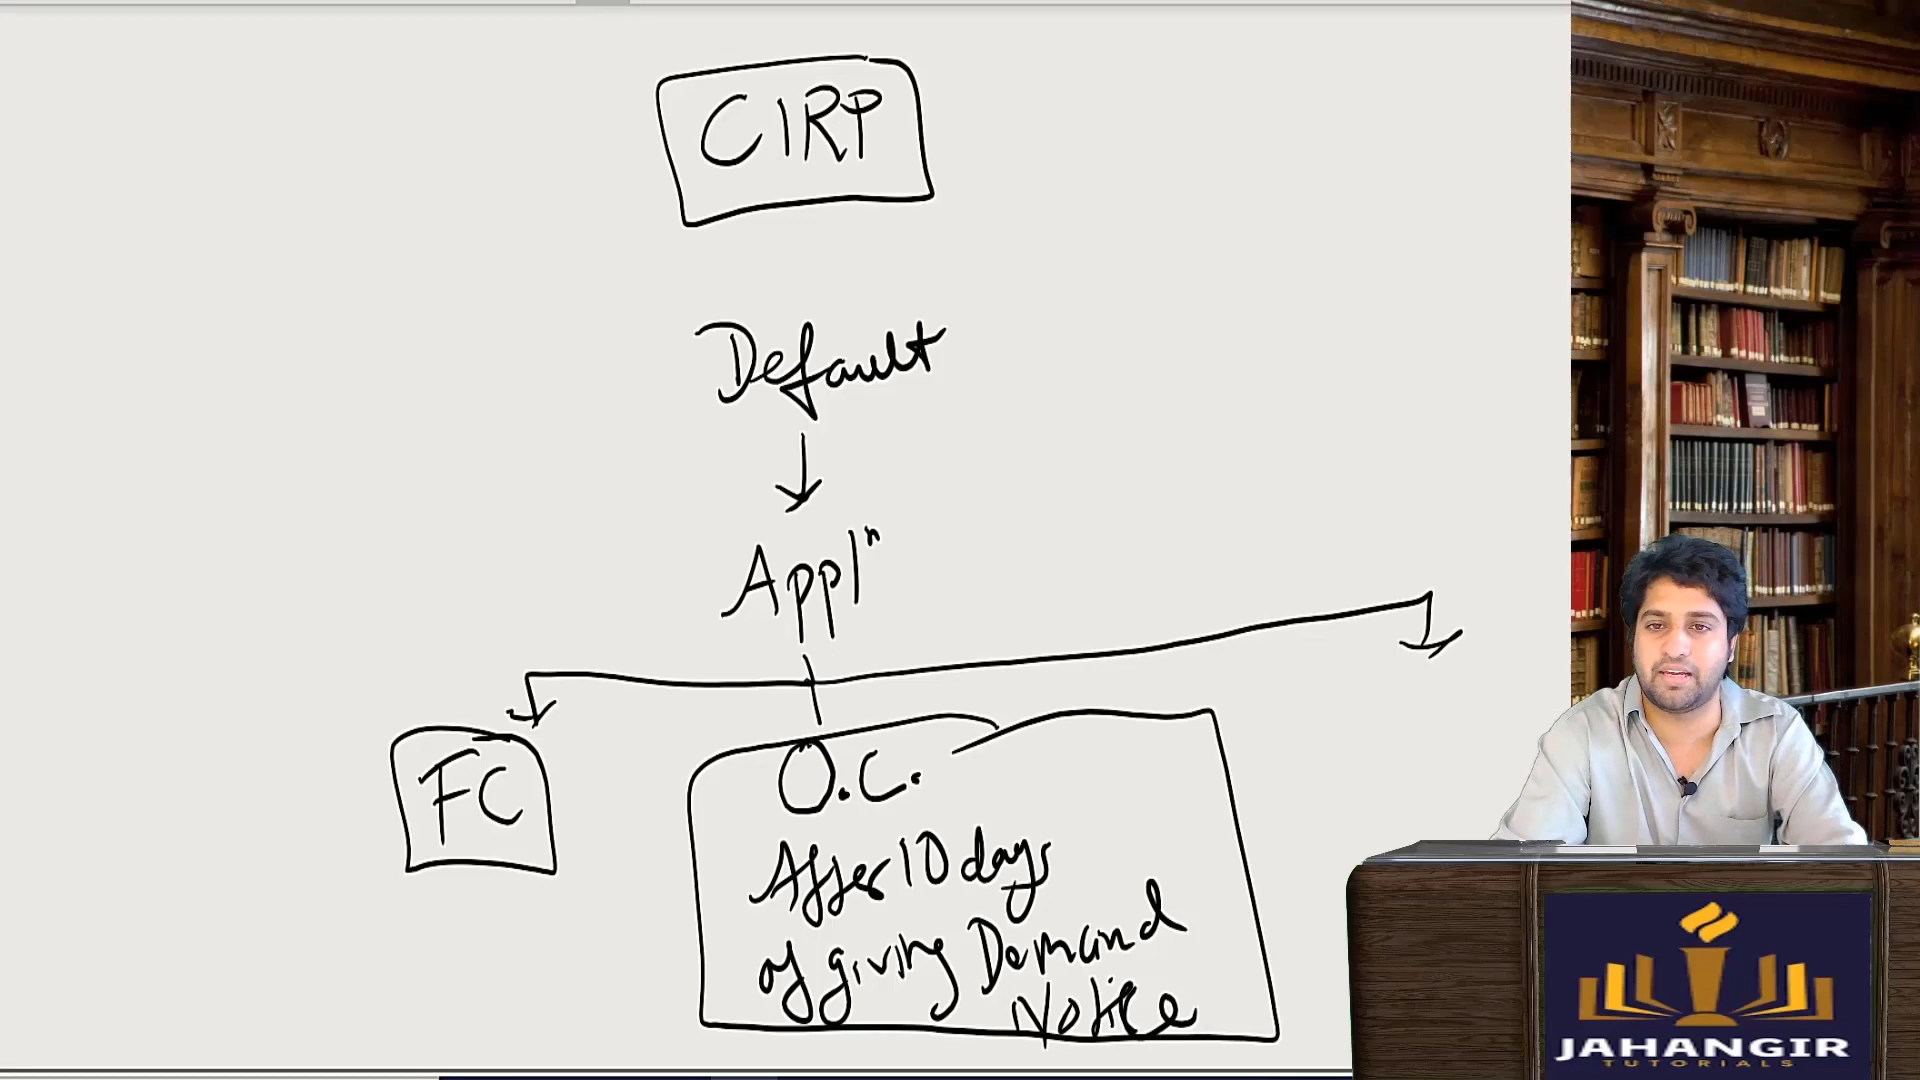 CIRP
Default
Appl^n
FC
O.C.
After 10 days
of giving Demand
Notice
JAHANGIR
TUTORIALS